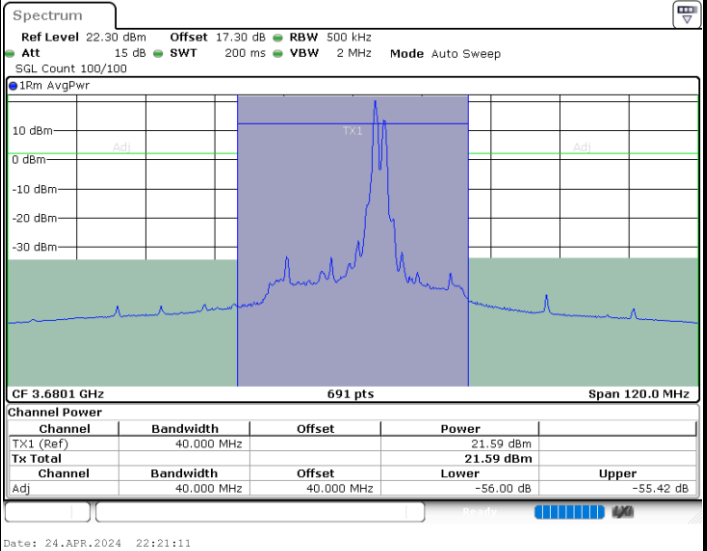 Spectrum
Ref Level 22.30 dBm Offset 17.30 dB RBW 500 kHz
Att 15 dB SWT 200 ms VBW 2 MHz Mode Auto Sweep
SGL Count 100/100
1Rm AvgPwr
10 dBm
TX1
Adj Adj
0 dBm
-10 dBm
-20 dBm
-30 dBm
CF 3.6801 GHz 691 pts Span 120.0 MHz
Channel Power
Channel Bandwidth Offset Power
TX1 (Ref) 40.000 MHz 21.59 dBm
Tx Total 21.59 dBm
Channel Bandwidth Offset Lower Upper
Adj 40.000 MHz 40.000 MHz -56.00 dB -55.42 dB
Ready
Date: 24.APR.2024 22:21:11